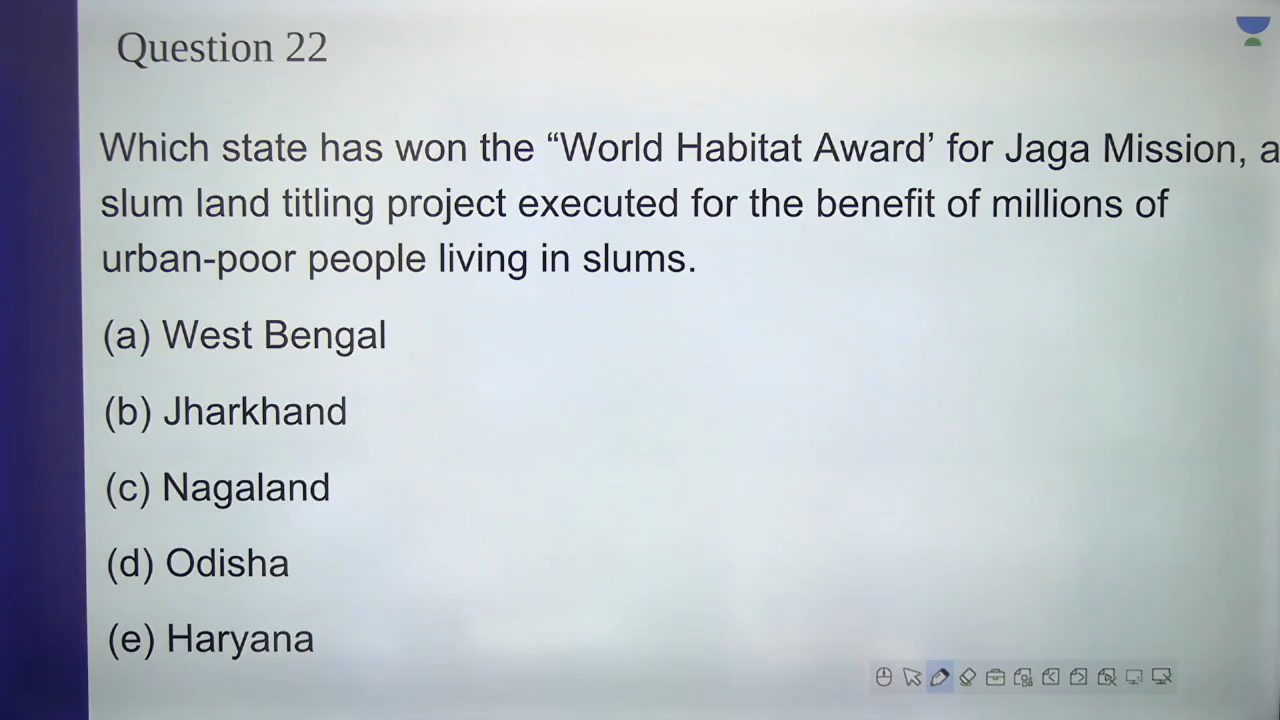 Question 22
Which state has won the “World Habitat Award’ for Jaga Mission, a
slum land titling project executed for the benefit of millions of
urban-poor people living in slums.
(a) West Bengal
(b) Jharkhand
(c) Nagaland
(d) Odisha
(e) Haryana